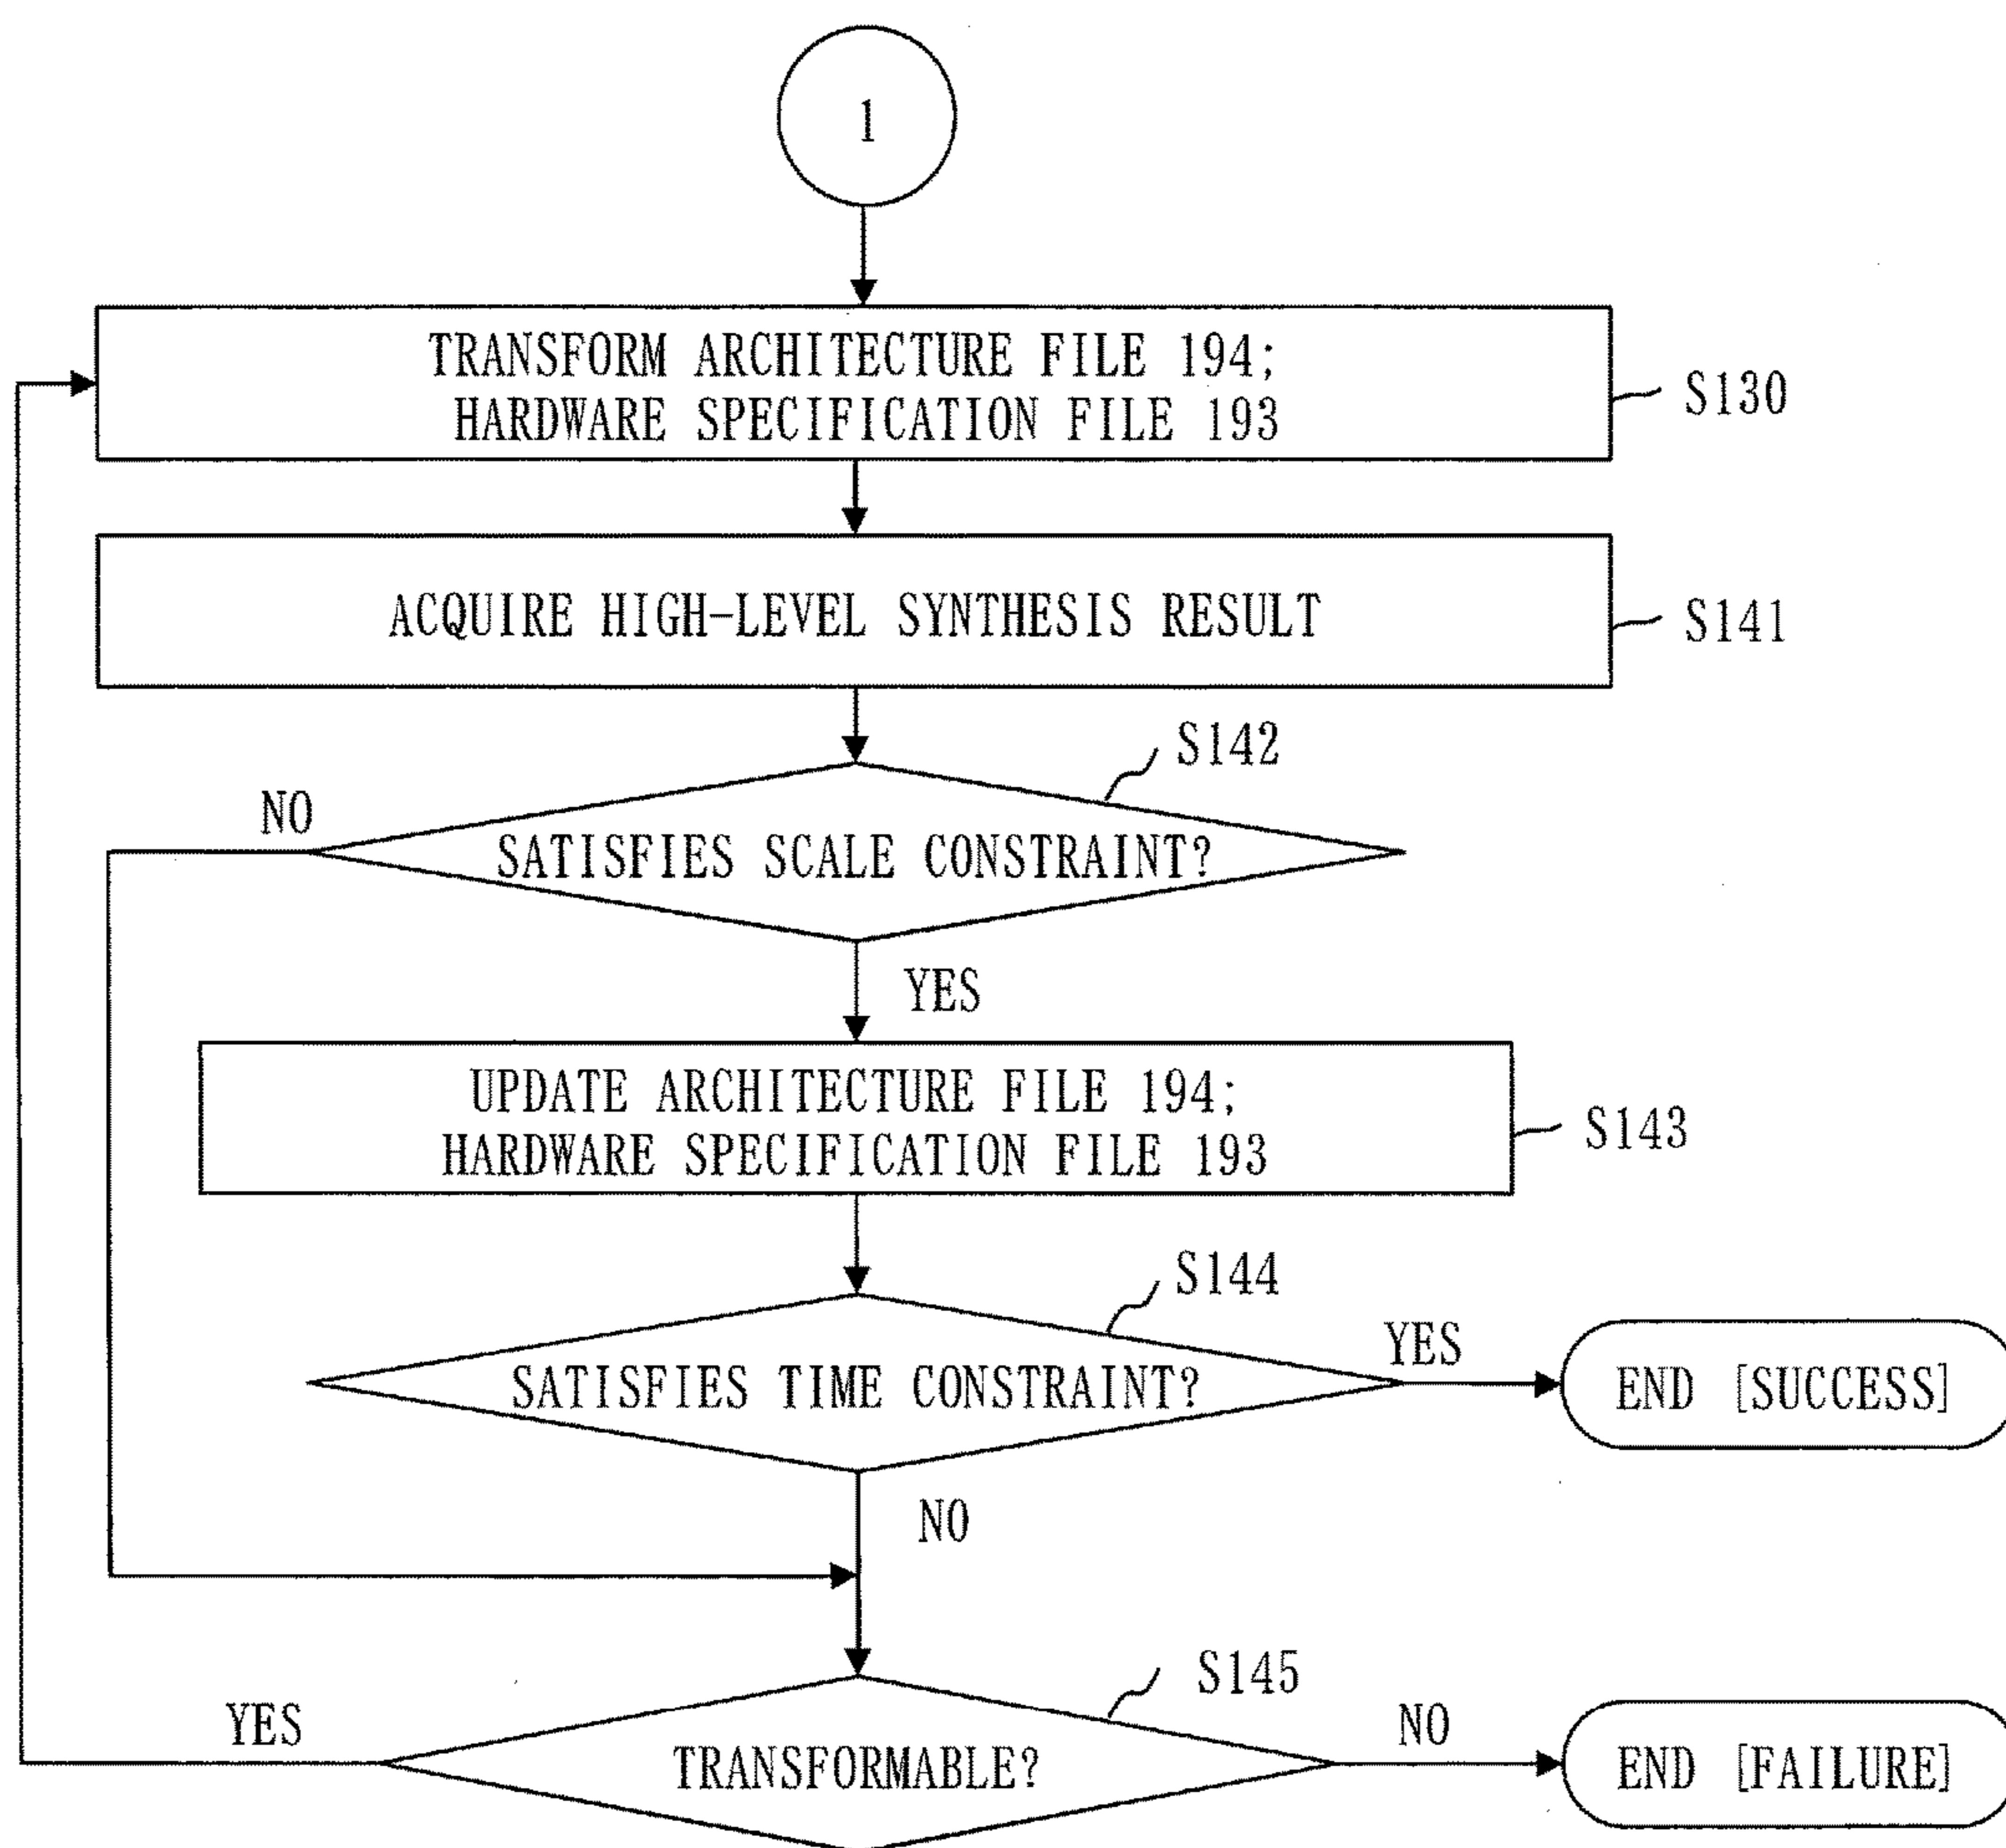 1
TRANSFORM ARCHITECTURE FILE 194;
HARDWARE SPECIFICATION FILE 193
S130
ACQUIRE HIGH-LEVEL SYNTHESIS RESULT
S141
S142
NO
SATISFIES SCALE CONSTRAINT?
YES
UPDATE ARCHITECTURE FILE 194;
HARDWARE SPECIFICATION FILE 193
S143
S144
YES
SATISFIES TIME CONSTRAINT?
END [SUCCESS]
NO
S145
YES
NO
TRANSFORMABLE?
END [FAILURE]